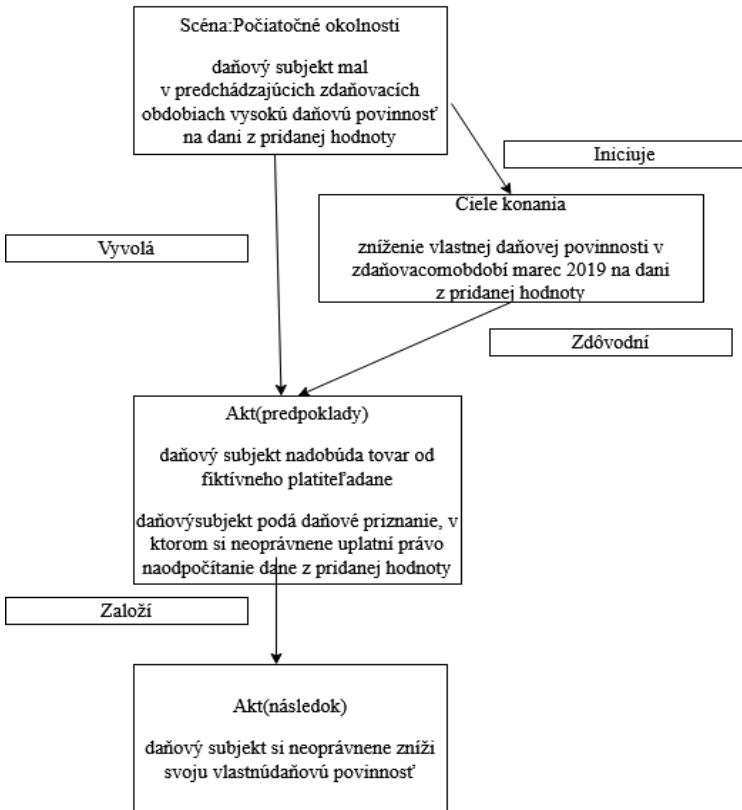 Scéna:Počiatočné okolnosti
daňový subjekt mal
v predchádzajúcich zdaňovacích
obdobiach vysokú daňovú povinnosť
na dani z pridanej hodnoty
Iniciuje
Ciele konania
zníženie vlastnej daňovej povinnosti v
zdaňovacomobdobí marec 2019 na dani
z pridanej hodnoty
Vyvolá
Zdôvodní
Akt(predpoklady)
daňový subjekt nadobúda tovar od
fiktívneho platiteľadane
daňovýsubjekt podá daňové priznanie, v
ktorom si neoprávnene uplatní právo
naodpočítanie dane z pridanej hodnoty
Založí
Akt(následok)
daňový subjekt si neoprávnene zníži
svoju vlastnúdaňovú povinnosť